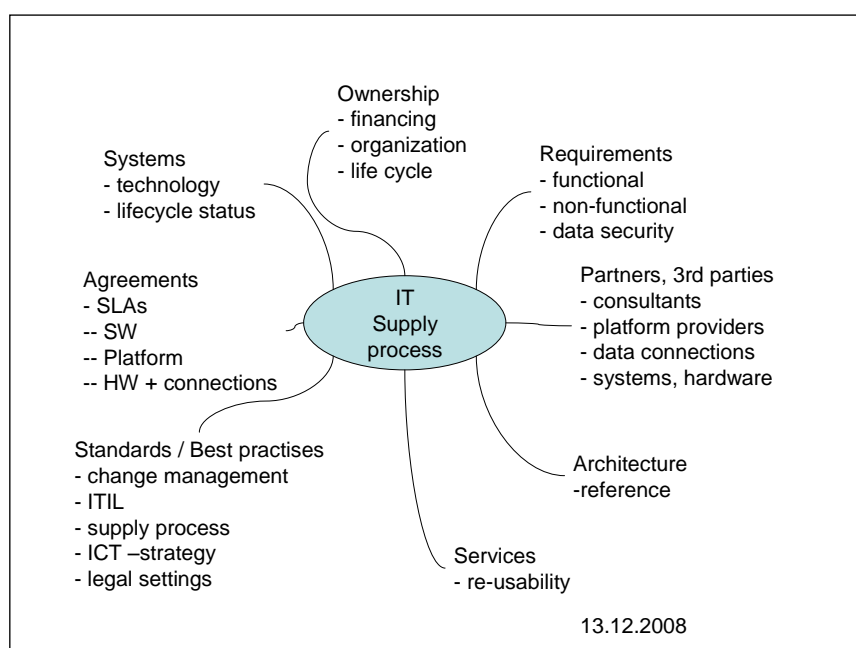 Ownership
- financing
- organization
- life cycle
Systems
- technology
- lifecycle status
Requirements
- functional
- non-functional
- data security
Agreements
- SLAs
-- SW
-- Platform
-- HW + connections
IT
Supply
process
Partners, 3rd parties
- consultants
- platform providers
- data connections
- systems, hardware
Standards / Best practises
- change management
- ITIL
- supply process
- ICT –strategy
- legal settings
Architecture
-reference
Services
- re-usability
13.12.2008